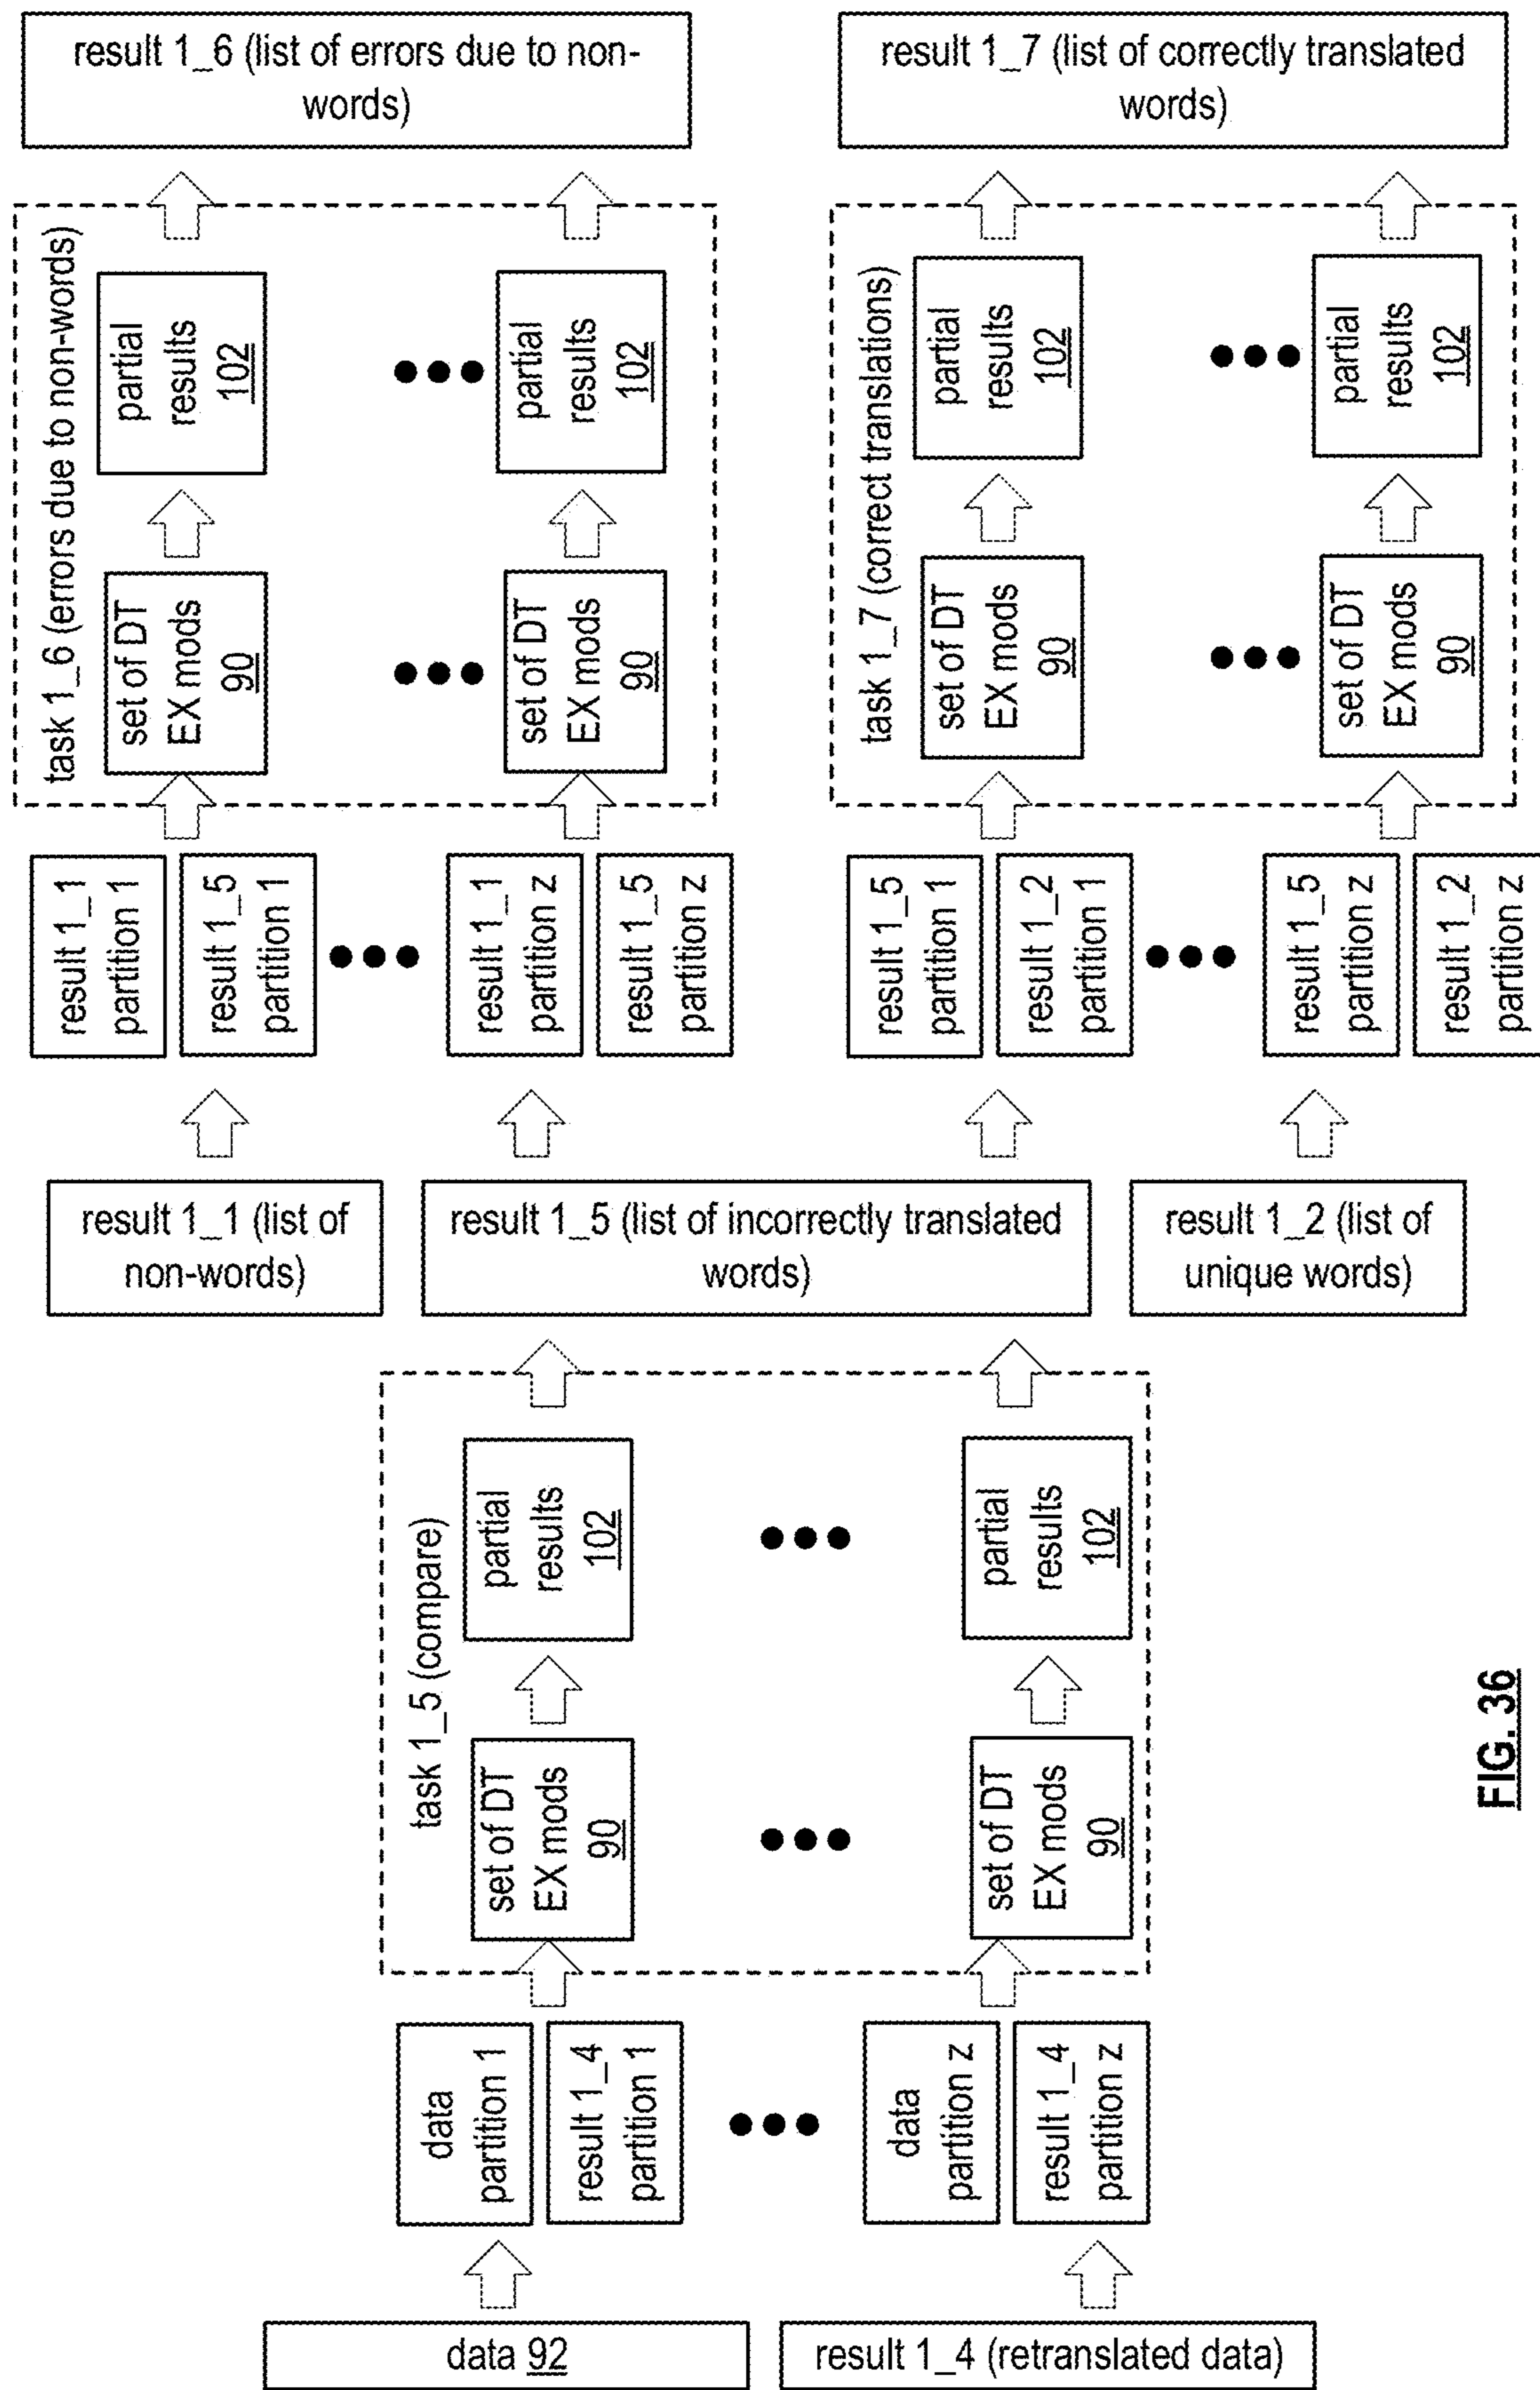 data 92
result 1_4 (retranslated data)
data
partition 1
result 1_4
partition 1
data
partition z
result 1_4
partition z
task 1_5 (compare)
set of DT
EX mods
90
partial
results
102
set of DT
EX mods
90
partial
results
102
result 1_1 (list of
non-words)
result 1_5 (list of incorrectly translated
words)
result 1_2 (list of
unique words)
result 1_1
partition 1
result 1_5
partition 1
result 1_1
partition z
result 1_5
partition z
result 1_5
partition 1
result 1_2
partition 1
result 1_5
partition z
result 1_2
partition z
task 1_6 (errors due to non-words)
set of DT
EX mods
90
partial
results
102
set of DT
EX mods
90
partial
results
102
task 1_7 (correct translations)
set of DT
EX mods
90
partial
results
102
set of DT
EX mods
90
partial
results
102
result 1_6 (list of errors due to non-
words)
result 1_7 (list of correctly translated
words)
FIG. 36